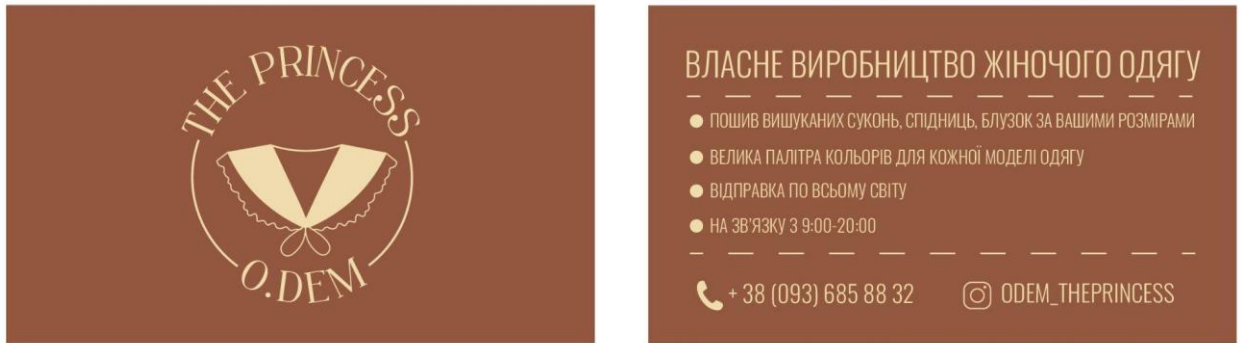 THE PRINCESS
O.DEM
ВЛАСНЕ ВИРОБНИЦТВО ЖІНОЧОГО ОДЯГУ
ПОШИВ ВИШУКАНИХ СУКОНЬ, СПІДНИЦЬ, БЛУЗОК ЗА ВАШИМИ РОЗМІРАМИ
ВЕЛИКА ПАЛІТРА КОЛЬОРІВ ДЛЯ КОЖНОЇ МОДЕЛІ ОДЯГУ
ВІДПРАВКА ПО ВСЬОМУ СВІТУ
НА ЗВ'ЯЗКУ З 9:00-20:00
+ 38 (093) 685 88 32
ODEM_THEPRINCESS